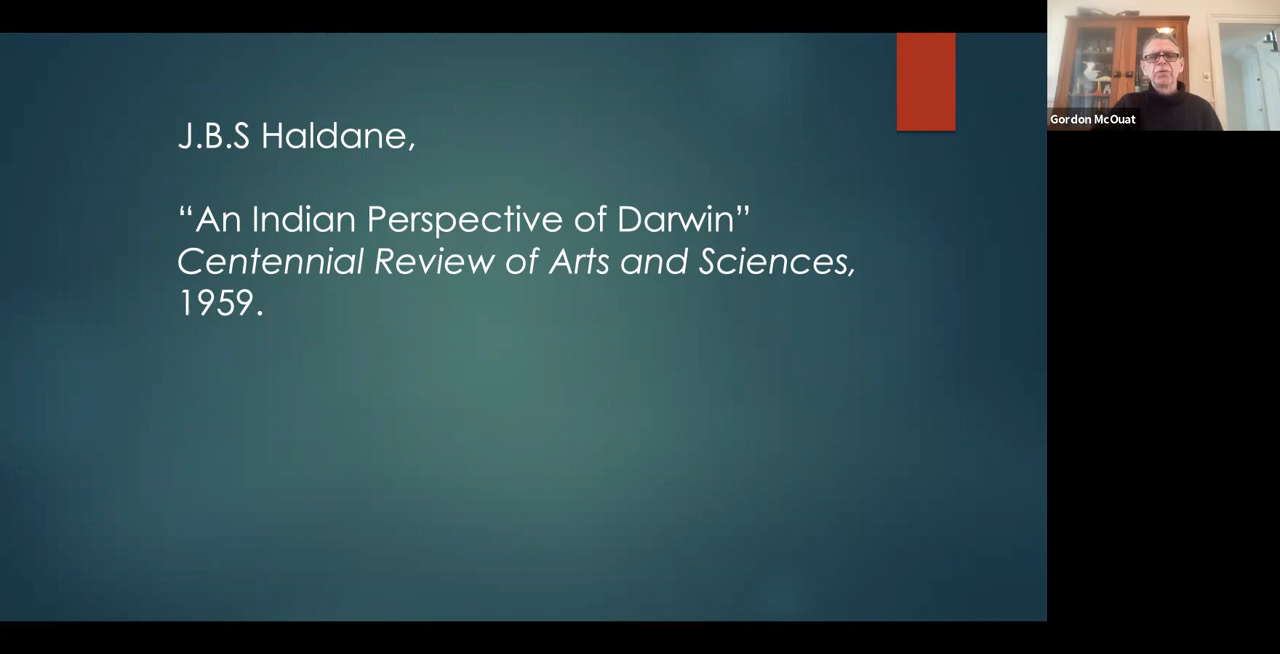 J.B.S Haldane,
“An Indian Perspective of Darwin”
Centennial Review of Arts and Sciences,
1959.
Gordon McOuat